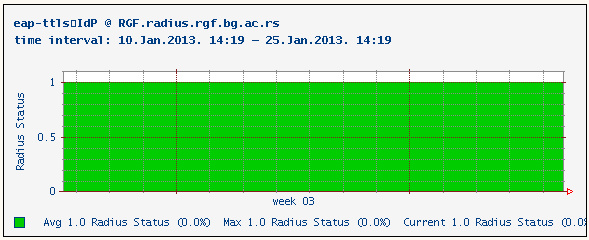 eap-ttls▯IdP @ RGF.radius.rgf.bg.ac.rs
time interval: 10.Jan.2013. 14:19 – 25.Jan.2013. 14:19
1
Radius Status
0.5
0
week 03
Avg 1.0 Radius Status (0.0%) Max 1.0 Radius Status (0.0%) Current 1.0 Radius Status (0.0%